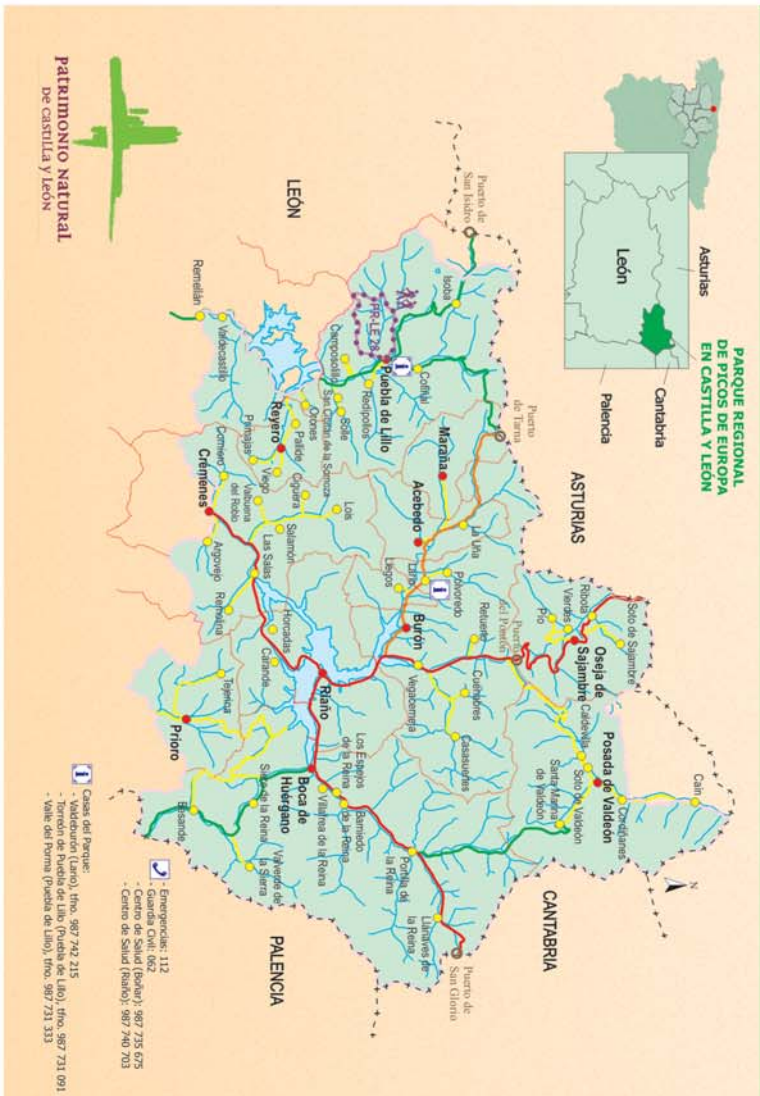 PARQUE REGIONAL
DE PICOS DE EUROPA
EN CASTILLA Y LEÓN
Asturias
Cantabria
León
Palencia
PATRIMONIO NATURAL
DE CASTILLA Y LEÓN
LEÓN
ASTURIAS
CANTABRIA
PALENCIA
N
Puerto de
San Isidro
Isoba
PR-LE 28
Cofiñal
Puebla de Lillo
Redipollos
Camposolillo
San Cibrián de la Somoza
Bolle
Orones
Reyero
Pallide
Viego
Primajas
Valdecastillo
Remellán
Corniero
Crémenes
Valbuena
del Roblo
Ciguera
Salamón
Lois
Las Salas
Argovejo
Remolina
Horcadas
Carande
Riaño
Puerto
de Tarna
Maraña
Acebedo
La Uña
Lario
Polvoredo
Liegos
Burón
Retuerto
Vegacerneja
Cuénabres
Casasuertes
Puerto
del Pontón
Soto de Sajambre
Ribota
Vierdes
Pío
Oseja de
Sajambre
Caldevilla
Posada de Valdeón
Soto de Valdeón
Santa Marina
de Valdeón
Cordiñanes
Caín
Tejerina
Prioro
Boca de
Huérgano
Los Espejos
de la Reina
Barniedo
de la Reina
Villafrea de la Reina
Siero de la Reina
Valverde de
la Sierra
Besande
Portilla de
la Reina
Llánaves de
la Reina
Puerto de
San Glorio
- Emergencias: 112
- Guardia Civil: 062
- Centro de Salud (Boñar): 987 735 675
- Centro de Salud (Riaño): 987 740 703
i Casas del Parque:
- Valdeburón (Lario), tfno. 987 742 215
- Torreón de Puebla de Lillo (Puebla de Lillo), tfno. 987 731 091
- Valle del Porma (Puebla de Lillo), tfno. 987 731 333